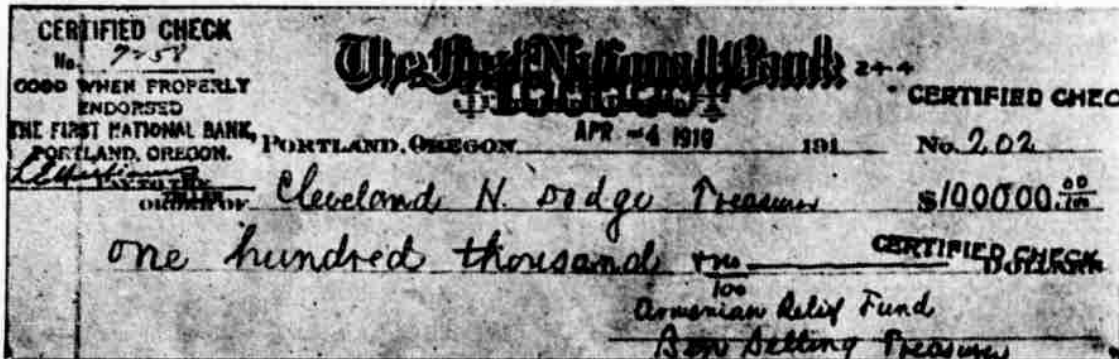 CERTIFIED CHECK
No. 7258
GOOD WHEN PROPERLY
ENDORSED
THE FIRST NATIONAL BANK,
PORTLAND, OREGON.
TELLER
The First National Bank 24-4
CERTIFIED CHEC
PORTLAND, OREGON APR -4 1919 191 No. 202
PAY TO THE
ORDER OF Cleveland H. Dodge Treasurer $100000.00/100
one hundred thousand no/100 DOLLARS
CERTIFIED CHECK
Armenian Relief Fund
Ben Selling Treasurer